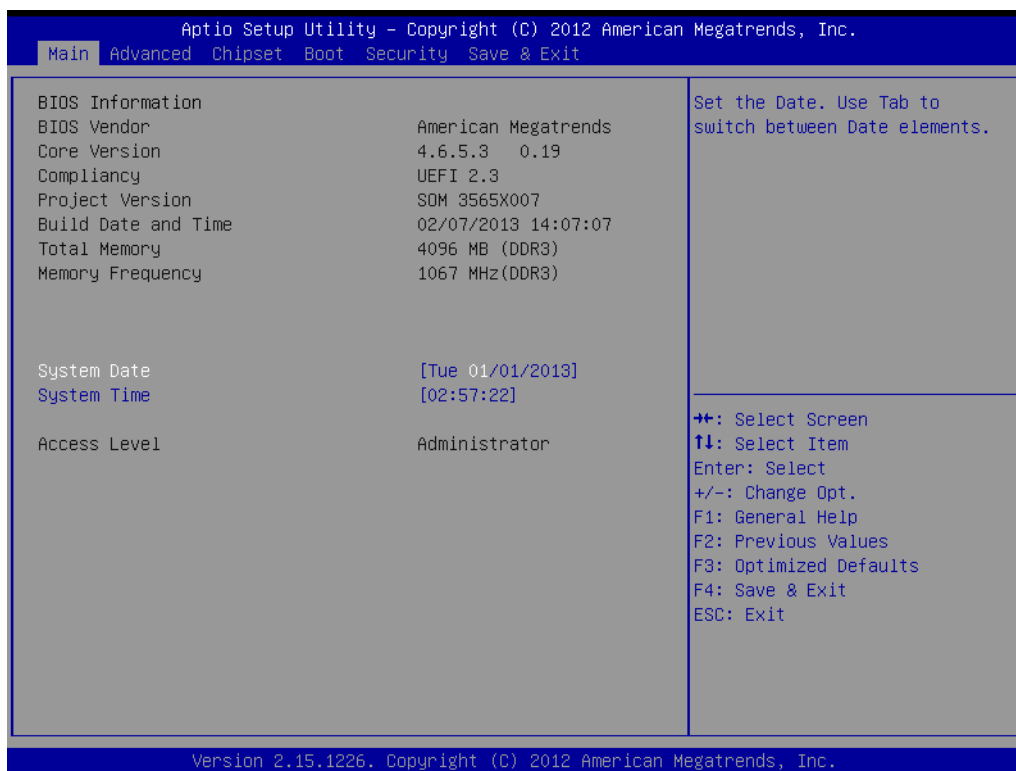 Aptio Setup Utility – Copyright (C) 2012 American Megatrends, Inc.
Main Advanced Chipset Boot Security Save & Exit
BIOS Information
BIOS Vendor American Megatrends
Core Version 4.6.5.3 0.19
Compliancy UEFI 2.3
Project Version SOM 3565X007
Build Date and Time 02/07/2013 14:07:07
Total Memory 4096 MB (DDR3)
Memory Frequency 1067 MHz(DDR3)
System Date [Tue 01/01/2013]
System Time [02:57:22]
Access Level Administrator
Set the Date. Use Tab to
switch between Date elements.
→←: Select Screen
↑↓: Select Item
Enter: Select
+/-: Change Opt.
F1: General Help
F2: Previous Values
F3: Optimized Defaults
F4: Save & Exit
ESC: Exit
Version 2.15.1226. Copyright (C) 2012 American Megatrends, Inc.